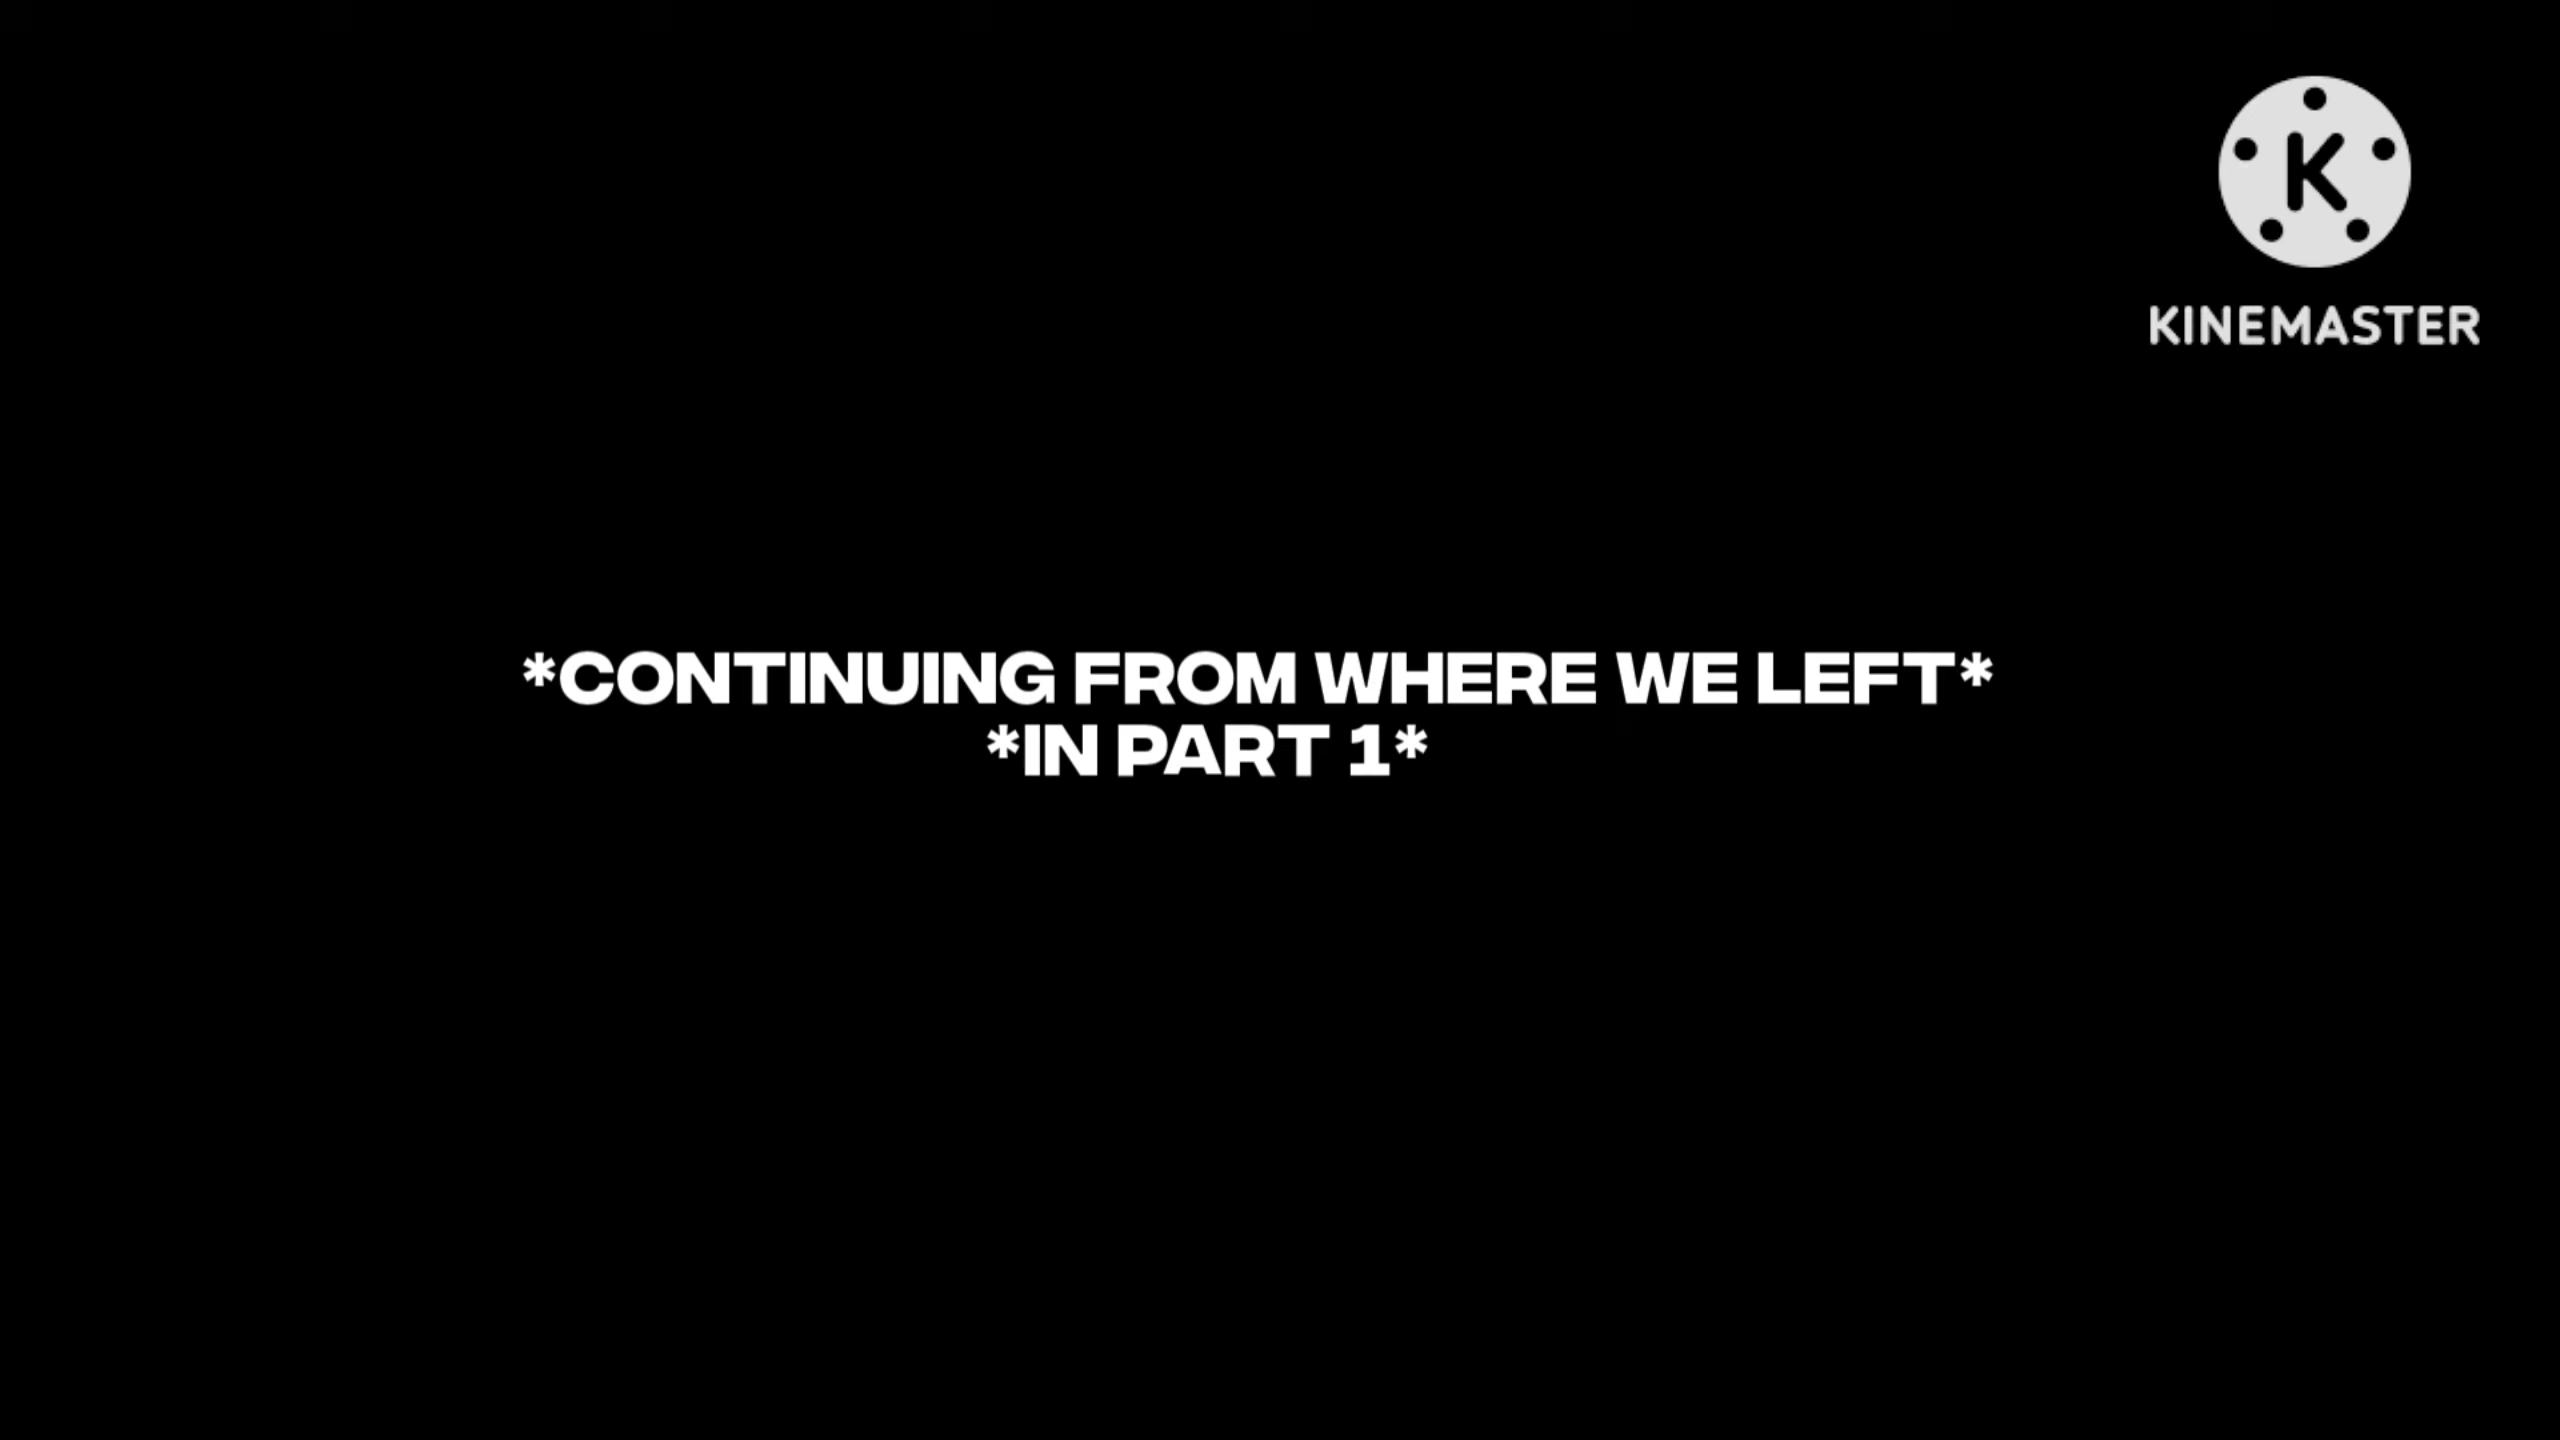 K
KINEMASTER
*CONTINUING FROM WHERE WE LEFT*
*IN PART 1*